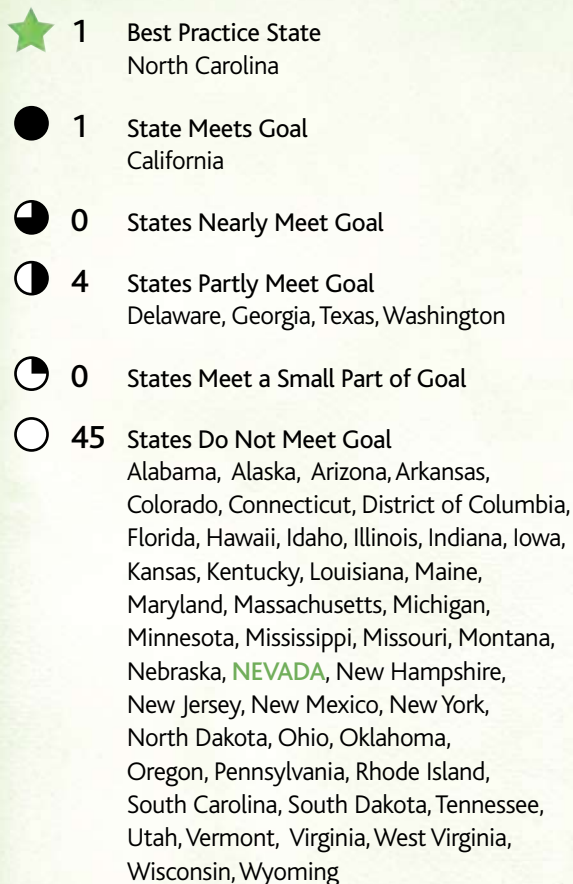 1 Best Practice State
North Carolina
1 State Meets Goal
California
0 States Nearly Meet Goal
4 States Partly Meet Goal
Delaware, Georgia, Texas, Washington
0 States Meet a Small Part of Goal
45 States Do Not Meet Goal
Alabama, Alaska, Arizona, Arkansas,
Colorado, Connecticut, District of Columbia,
Florida, Hawaii, Idaho, Illinois, Indiana, Iowa,
Kansas, Kentucky, Louisiana, Maine,
Maryland, Massachusetts, Michigan,
Minnesota, Mississippi, Missouri, Montana,
Nebraska, NEVADA, New Hampshire,
New Jersey, New Mexico, New York,
North Dakota, Ohio, Oklahoma,
Oregon, Pennsylvania, Rhode Island,
South Carolina, South Dakota, Tennessee,
Utah, Vermont, Virginia, West Virginia,
Wisconsin, Wyoming